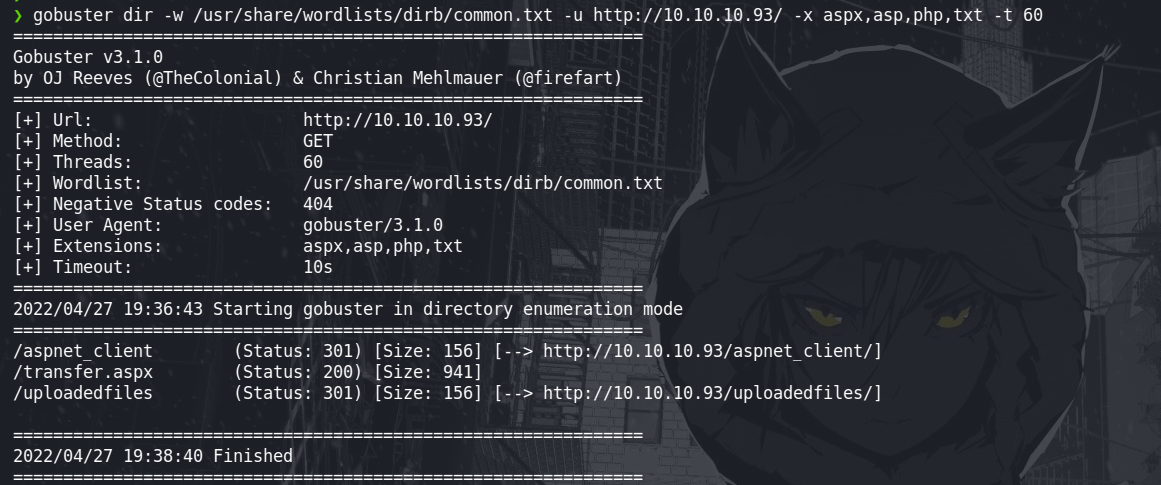 ❯ gobuster dir -w /usr/share/wordlists/dirb/common.txt -u http://10.10.10.93/ -x aspx,asp,php,txt -t 60
===============================================================
Gobuster v3.1.0
by OJ Reeves (@TheColonial) & Christian Mehlmauer (@firefart)
===============================================================
[+] Url:                     http://10.10.10.93/
[+] Method:                  GET
[+] Threads:                 60
[+] Wordlist:                /usr/share/wordlists/dirb/common.txt
[+] Negative Status codes:   404
[+] User Agent:              gobuster/3.1.0
[+] Extensions:              aspx,asp,php,txt
[+] Timeout:                 10s
===============================================================
2022/04/27 19:36:43 Starting gobuster in directory enumeration mode
===============================================================
/aspnet_client        (Status: 301) [Size: 156] [--> http://10.10.10.93/aspnet_client/]
/transfer.aspx        (Status: 200) [Size: 941]
/uploadedfiles        (Status: 301) [Size: 156] [--> http://10.10.10.93/uploadedfiles/]
===============================================================
2022/04/27 19:38:40 Finished
===============================================================